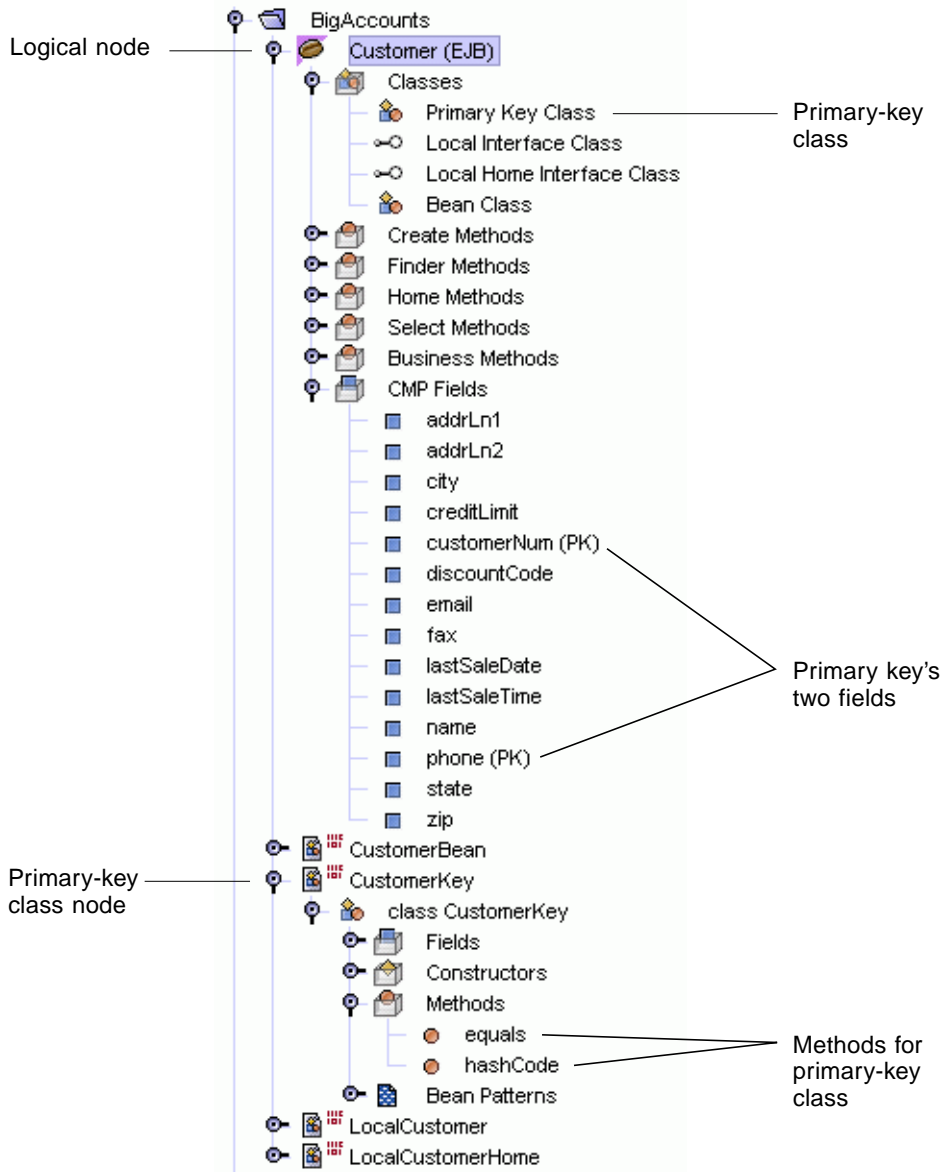 BigAccounts
Logical node
Customer (EJB)
Classes
Primary Key Class
Primary-key
class
Local Interface Class
Local Home Interface Class
Bean Class
Create Methods
Finder Methods
Home Methods
Select Methods
Business Methods
CMP Fields
addrLn1
addrLn2
city
creditLimit
customerNum (PK)
discountCode
email
fax
lastSaleDate
Primary key's
two fields
lastSaleTime
name
phone (PK)
state
zip
CustomerBean
Primary-key
class node
CustomerKey
class CustomerKey
Fields
Constructors
Methods
equals
hashCode
Methods for
primary-key
class
Bean Patterns
LocalCustomer
LocalCustomerHome